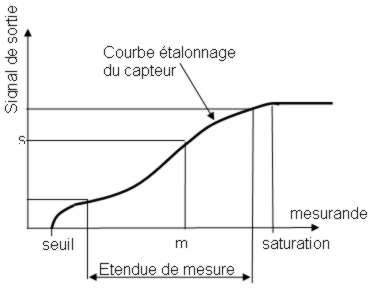 Signal de sortie
Courbe étalonnage
du capteur
s
mesurande
seuil
m
saturation
Etendue de mesure